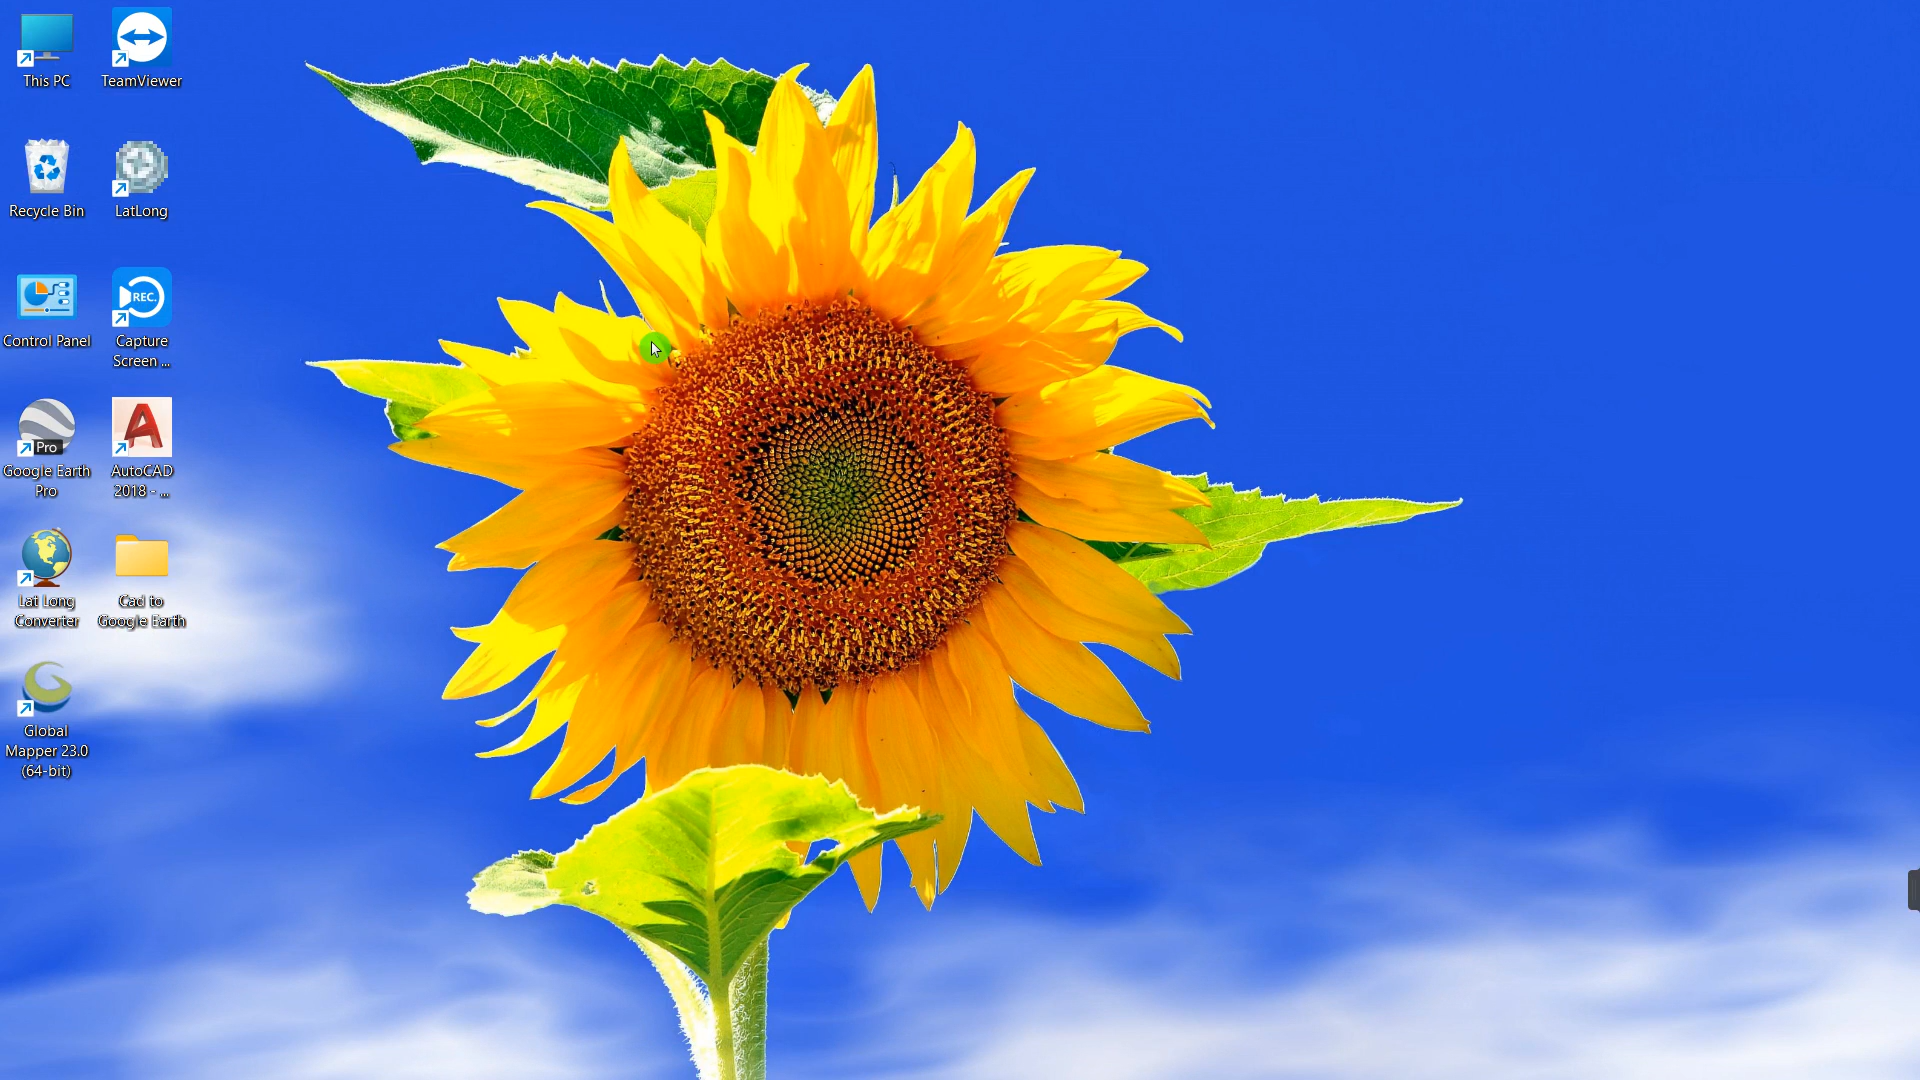 This PC
TeamViewer
Recycle Bin
LatLong
Control Panel
REC.
Capture
Screen ...
Pro
Google Earth
Pro
A
AutoCAD
2018 - ...
Lat Long
Converter
Cad to
Google Earth
Global
Mapper 23.0
(64-bit)